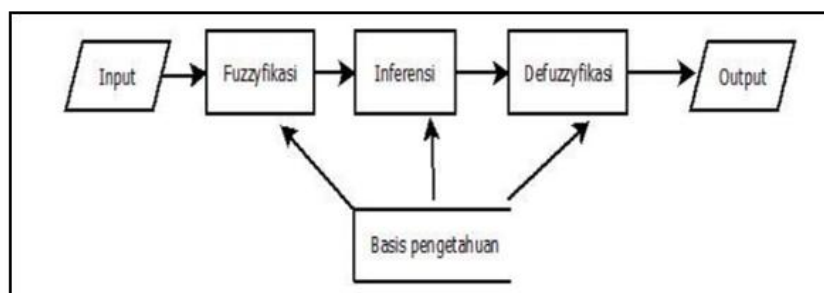 Input
Fuzzyfikasi
Inferensi
Defuzzyfikasi
Output
Basis pengetahuan